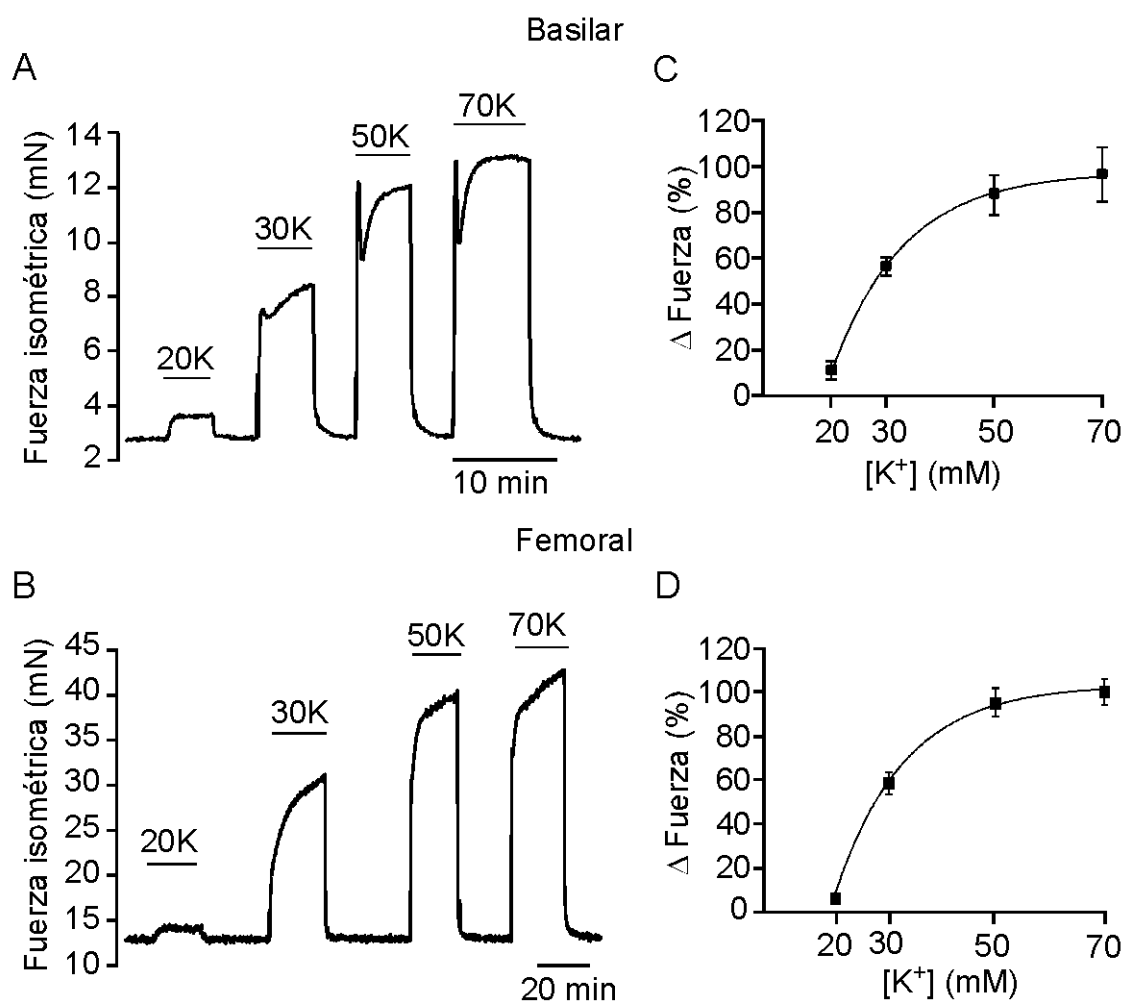 Basilar
A
Fuerza isométrica (mN)
14
12
10
8
6
4
2
20K
30K
50K
70K
10 min
C
Δ Fuerza (%)
120
100
80
60
40
20
0
20 30 50 70
[K⁺] (mM)
Femoral
B
Fuerza isométrica (mN)
45
40
35
30
25
20
15
10
20K
30K
50K
70K
20 min
D
Δ Fuerza (%)
120
100
80
60
40
20
0
20 30 50 70
[K⁺] (mM)